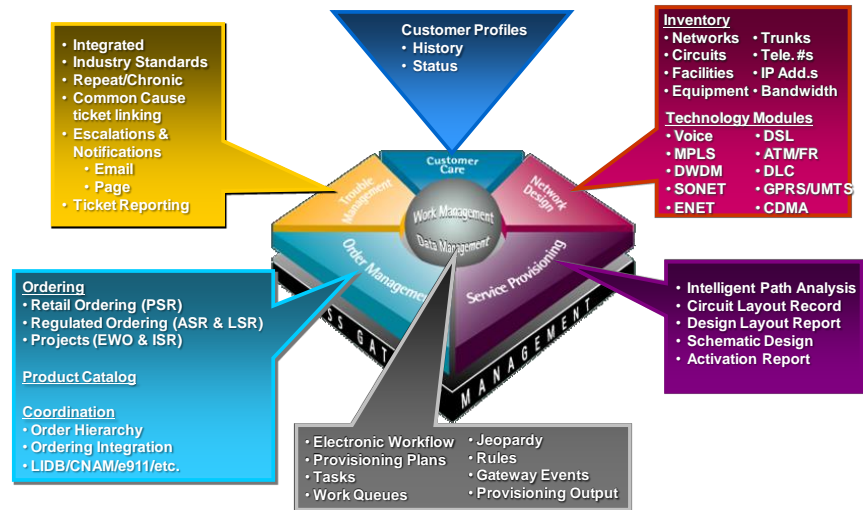 Customer Profiles
• History
• Status
• Integrated
• Industry Standards
• Repeat/Chronic
• Common Cause
ticket linking
• Escalations &
Notifications
• Email
• Page
• Ticket Reporting
Inventory
• Networks • Trunks
• Circuits • Tele. #s
• Facilities • IP Add.s
• Equipment • Bandwidth
Technology Modules
• Voice • DSL
• MPLS • ATM/FR
• DWDM • DLC
• SONET • GPRS/UMTS
• ENET • CDMA
Customer
Care
Trouble
Management
Network
Design
Work Management
Data Management
Order Management
Service Provisioning
MANAGEMENT
Ordering
• Retail Ordering (PSR)
• Regulated Ordering (ASR & LSR)
• Projects (EWO & ISR)
Product Catalog
Coordination
• Order Hierarchy
• Ordering Integration
• LIDB/CNAM/e911/etc.
• Intelligent Path Analysis
• Circuit Layout Record
• Design Layout Report
• Schematic Design
• Activation Report
• Electronic Workflow • Jeopardy
• Provisioning Plans • Rules
• Tasks • Gateway Events
• Work Queues • Provisioning Output